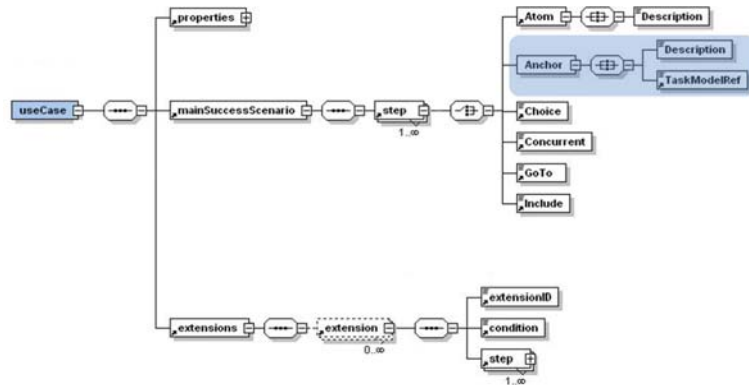 useCase
properties
mainSuccessScenario
step
1..∞
Atom
Description
Anchor
Description
TaskModelRef
Choice
Concurrent
GoTo
Include
extensions
extension
0..∞
extensionID
condition
step
1..∞